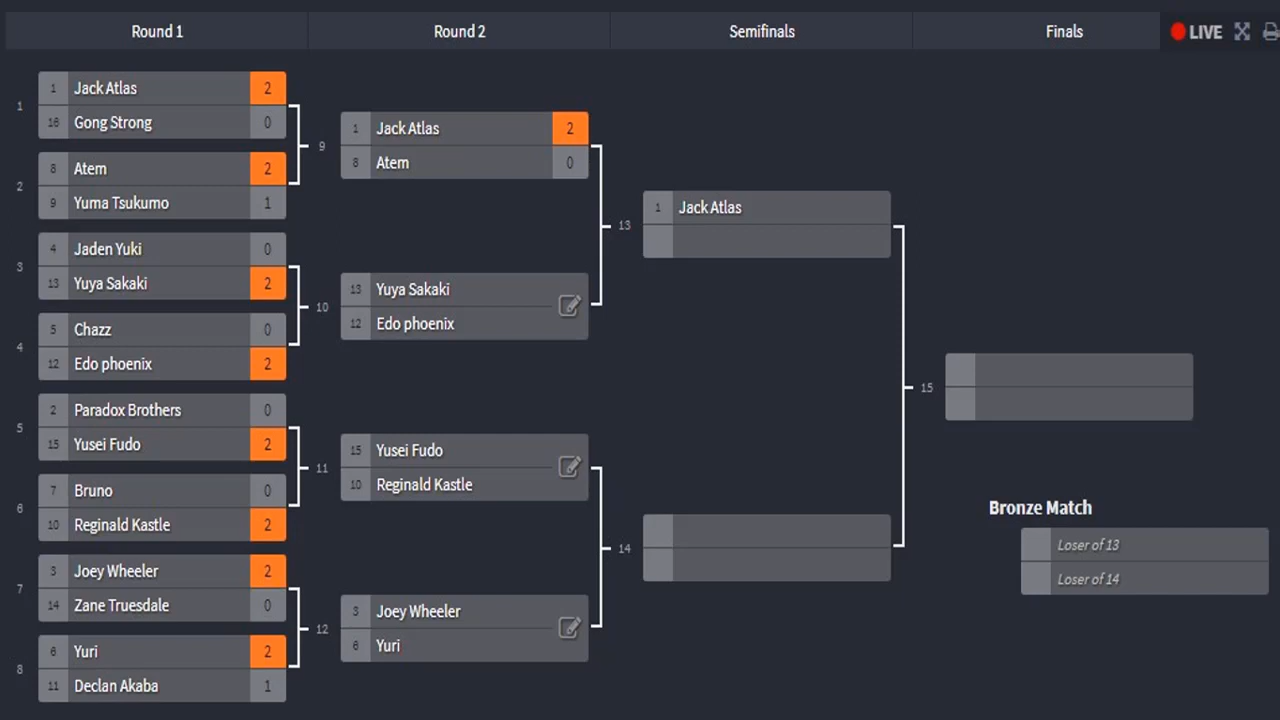 Round 1
Round 2
Semifinals
Finals
LIVE
1
1 Jack Atlas 2
16 Gong Strong 0
2
8 Atem 2
9 Yuma Tsukumo 1
3
4 Jaden Yuki 0
13 Yuya Sakaki 2
4
5 Chazz 0
12 Edo phoenix 2
5
2 Paradox Brothers 0
15 Yusei Fudo 2
6
7 Bruno 0
10 Reginald Kastle 2
7
3 Joey Wheeler 2
14 Zane Truesdale 0
8
6 Yuri 2
11 Declan Akaba 1
9
1 Jack Atlas 2
8 Atem 0
10
13 Yuya Sakaki
12 Edo phoenix
11
15 Yusei Fudo
10 Reginald Kastle
12
3 Joey Wheeler
6 Yuri
13
1 Jack Atlas
14
15
Bronze Match
Loser of 13
Loser of 14